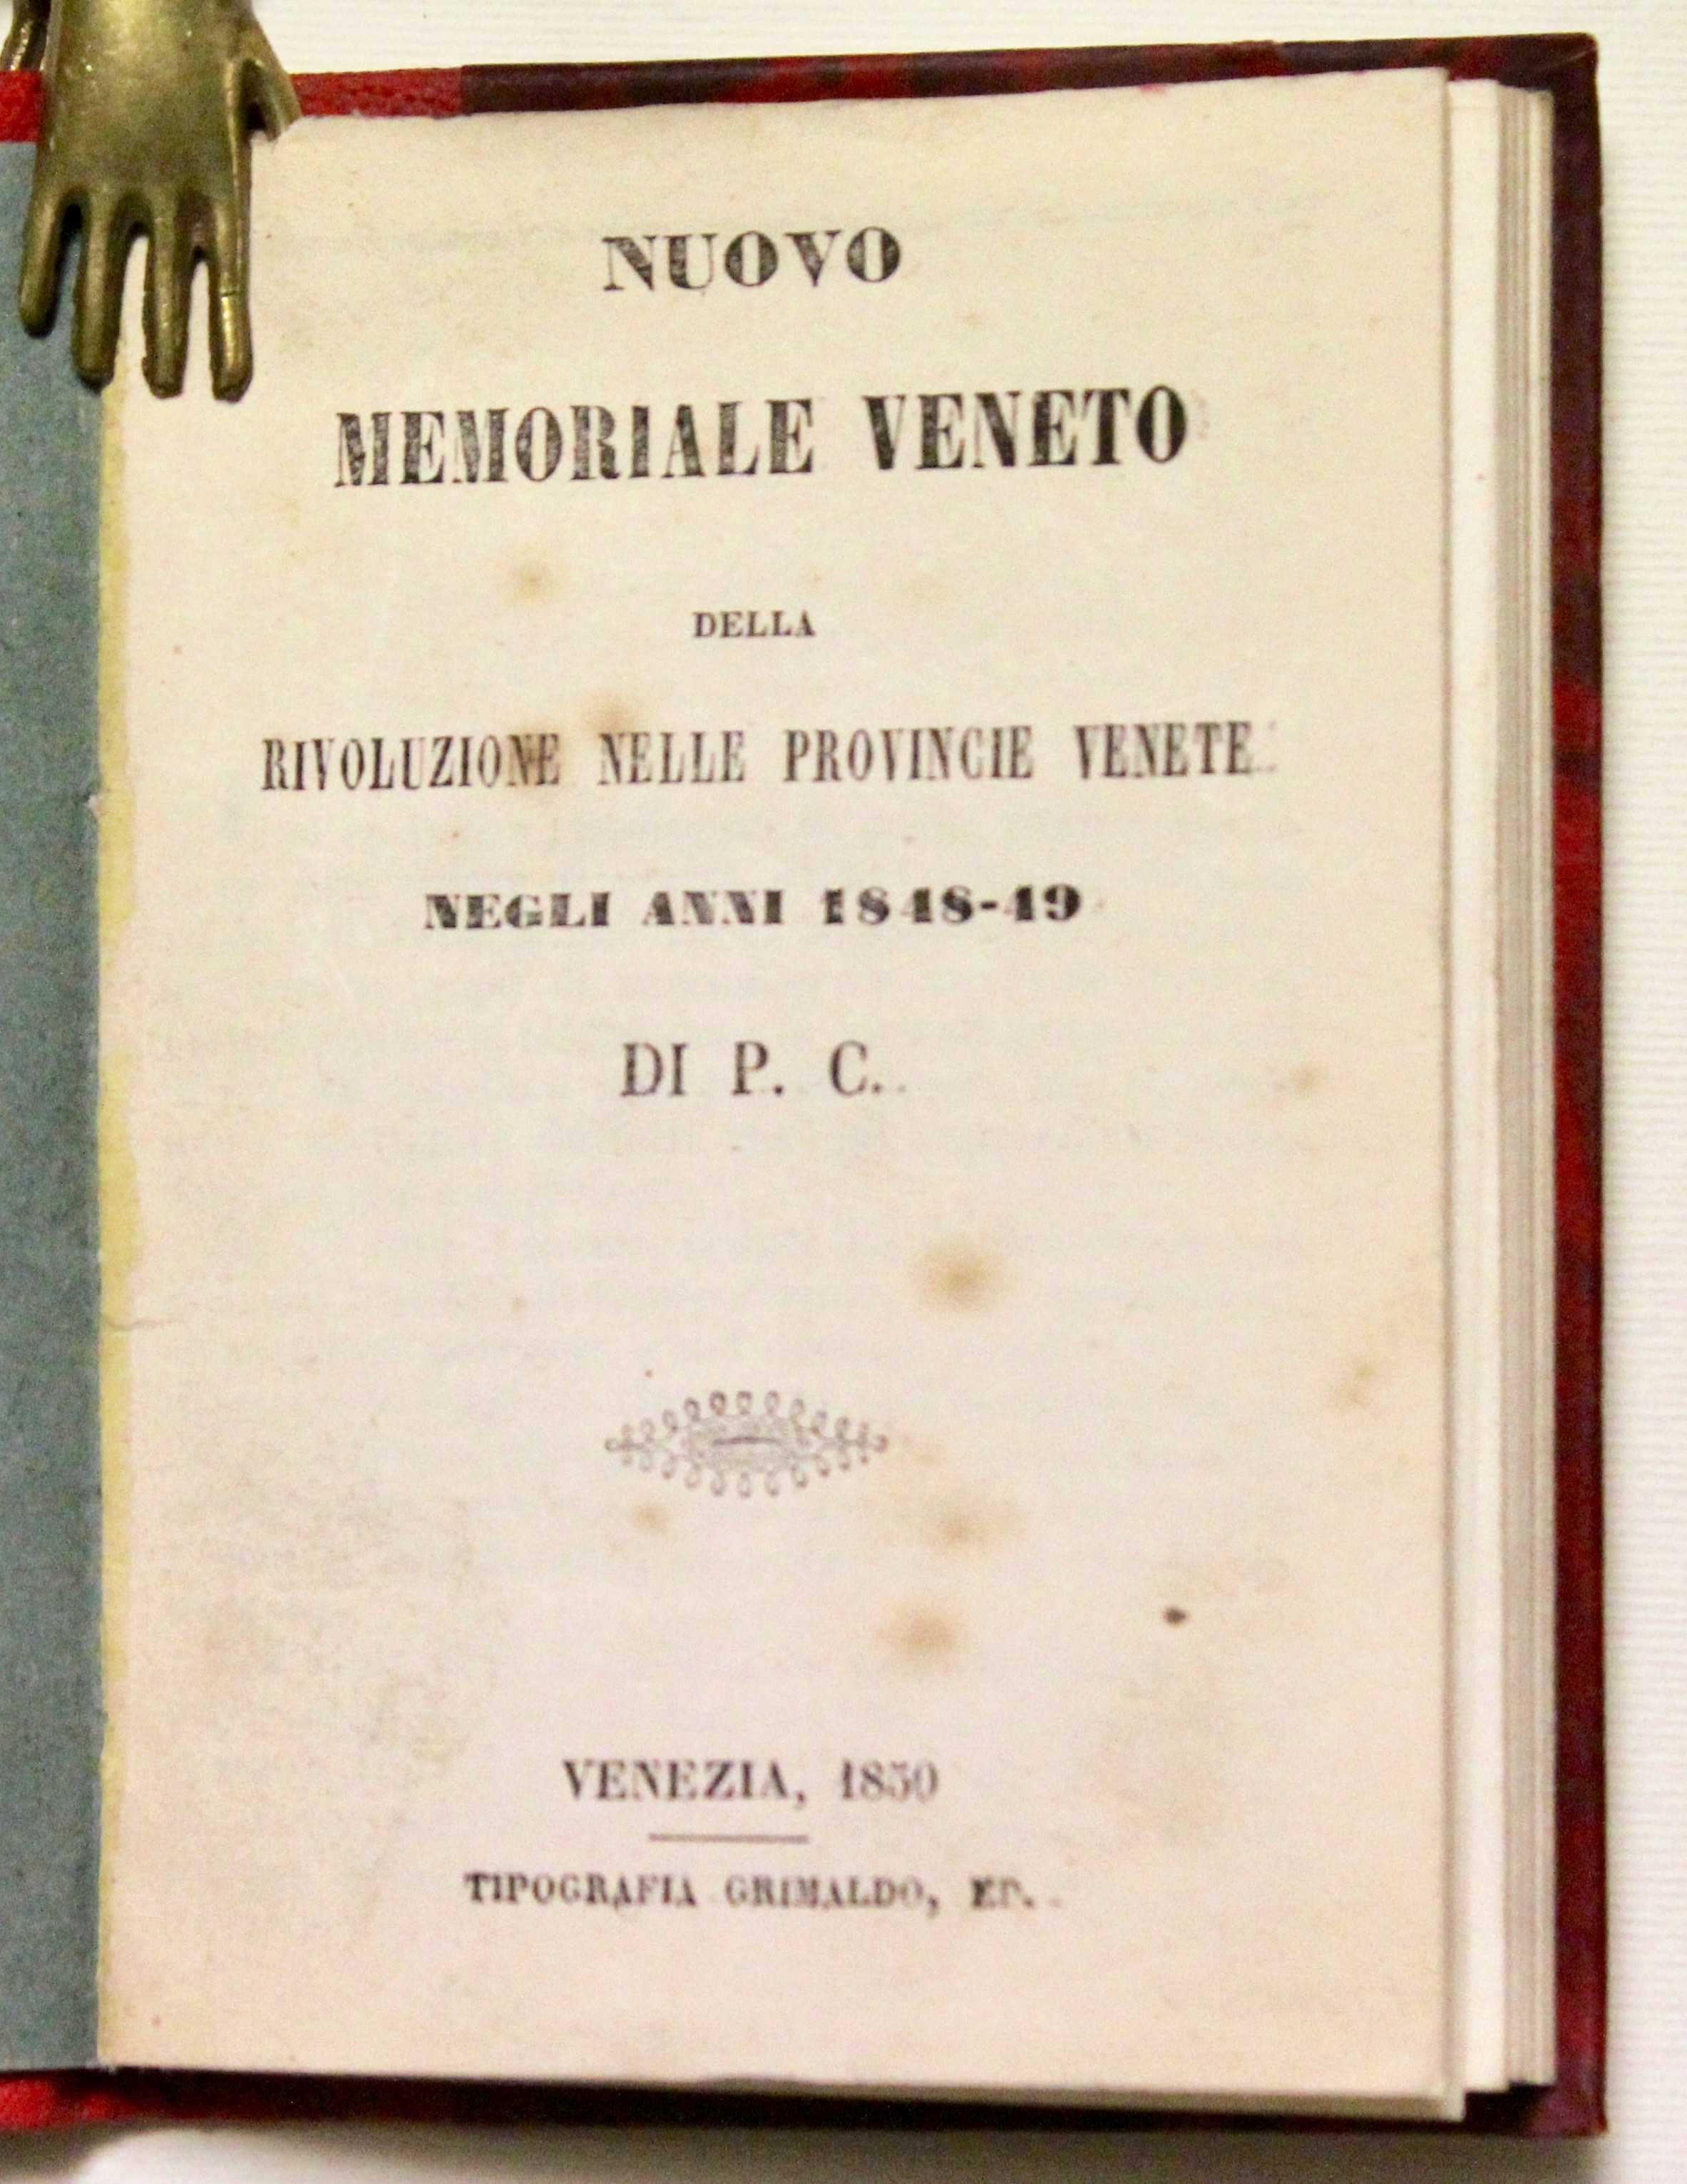 NUOVO
MEMORIALE VENETO
DELLA
RIVOLUZIONE NELLE PROVINCIE VENETE
NEGLI ANNI 1848-49
DI P. C.
VENEZIA, 1850
TIPOGRAFIA GRIMALDO, ED.